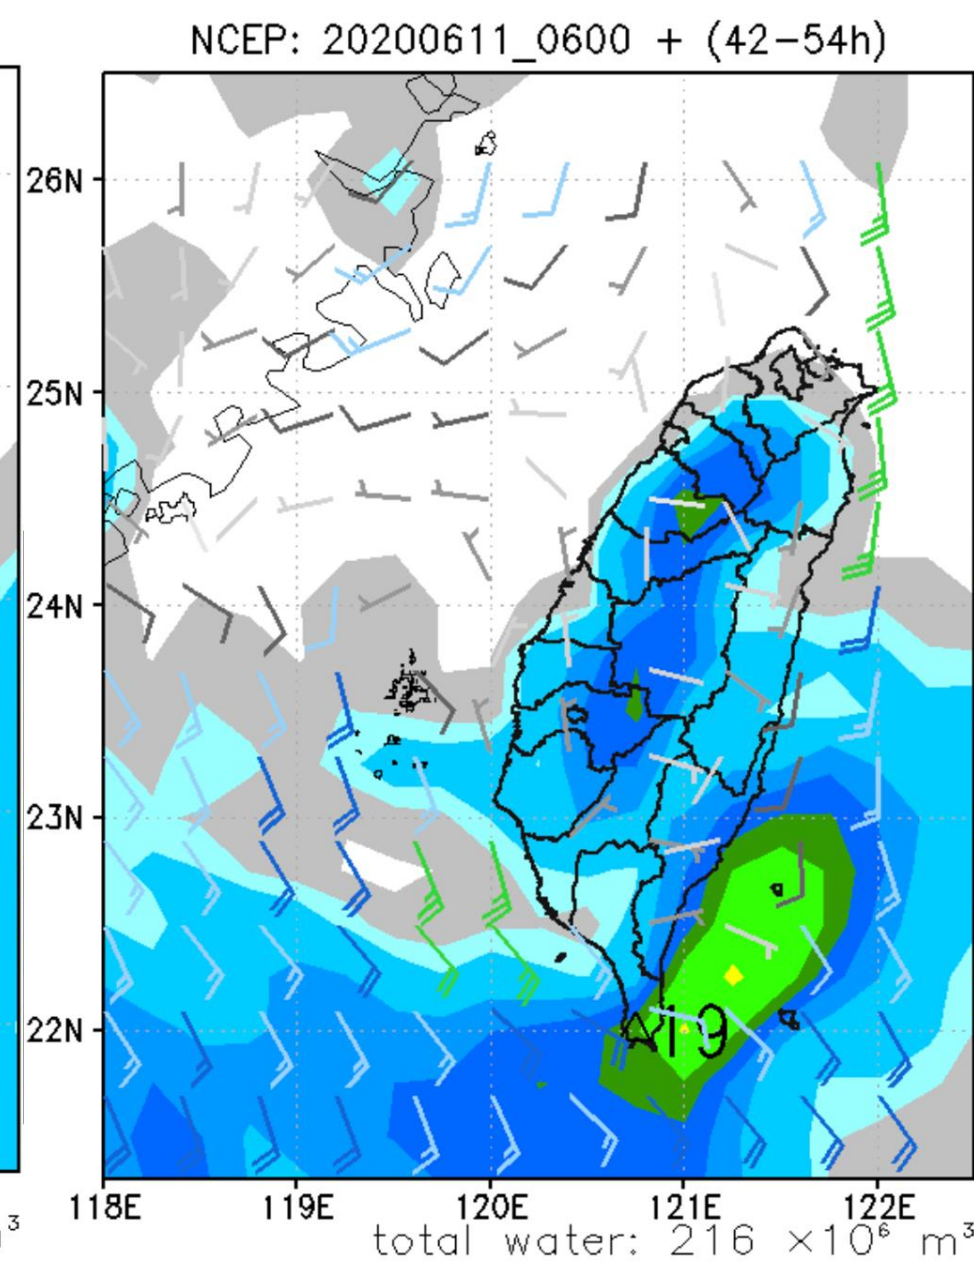 NCEP: 20200611_0600 + (42−54h)
26N
25N
24N
23N
22N
19
118E 119E 120E 121E 122E
³
total water: 216 ×10⁶ m³